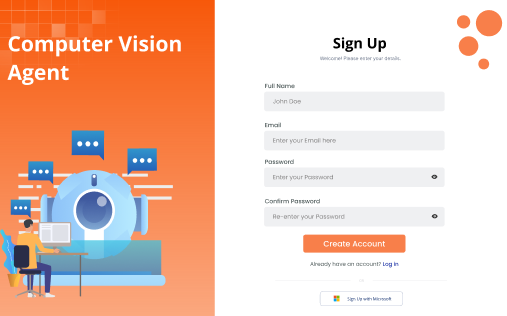 Computer Vision
Agent
Sign Up
Welcome! Please enter your details.
Full Name
John Doe
Email
Enter your Email here
Password
Enter your Password
Confirm Password
Re-enter your Password
Create Account
Already have an account? Log In
Sign Up with Microsoft